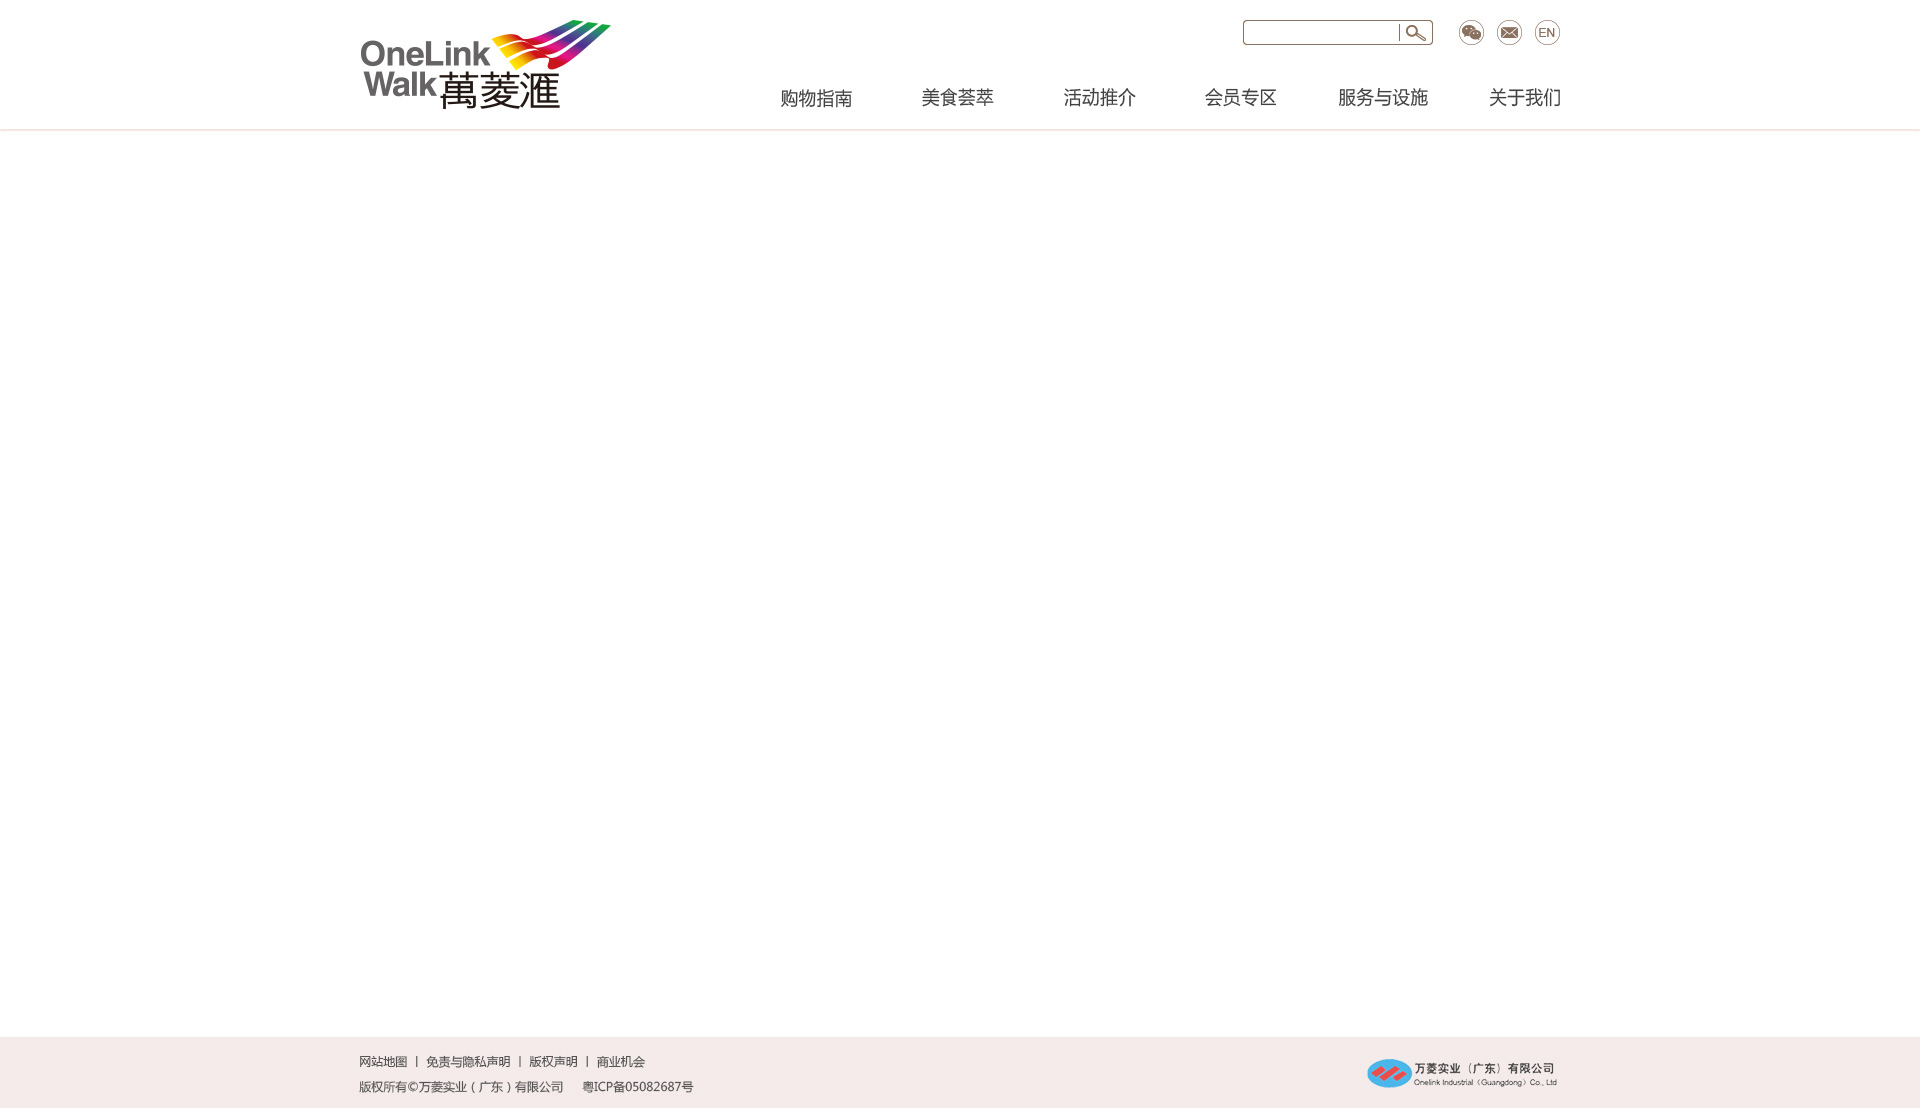 OneLink
Walk萬菱滙
EN
购物指南 美食荟萃 活动推介 会员专区 服务与设施 关于我们
网站地图 | 免责与隐私声明 | 版权声明 | 商业机会
版权所有©万菱实业（广东）有限公司 粤ICP备05082687号
万菱实业（广东）有限公司
Onelink Industrial（Guangdong）Co., Ltd